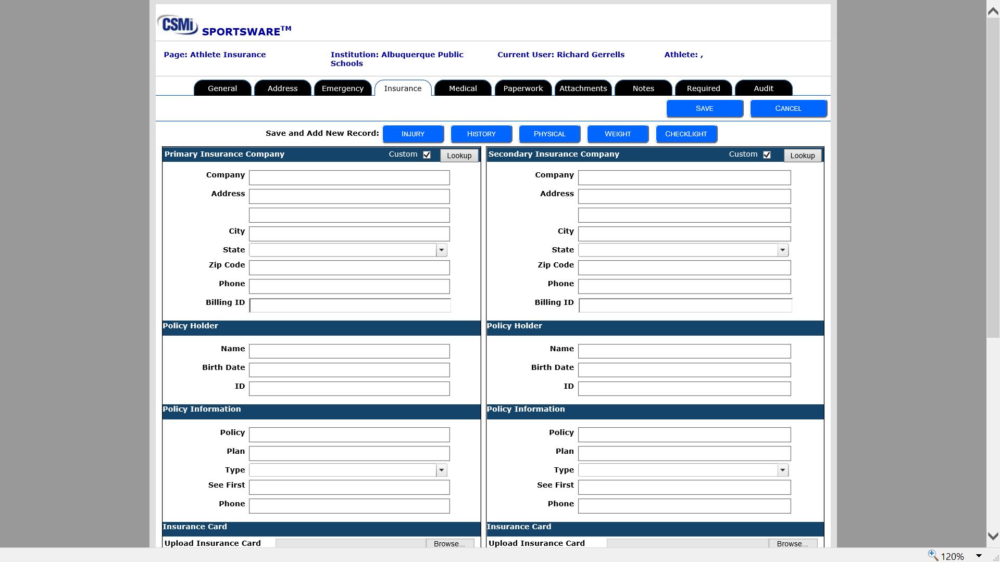 CSMi SPORTSWARE™
Page: Athlete Insurance Institution: Albuquerque Public Schools Current User: Richard Gerrells Athlete: ,
General Address Emergency Insurance Medical Paperwork Attachments Notes Required Audit
SAVE CANCEL
Save and Add New Record: INJURY HISTORY PHYSICAL WEIGHT CHECKLIGHT
Primary Insurance Company Custom Lookup
Company
Address
City
State
Zip Code
Phone
Billing ID
Policy Holder
Name
Birth Date
ID
Policy Information
Policy
Plan
Type
See First
Phone
Insurance Card
Upload Insurance Card Browse...
Secondary Insurance Company Custom Lookup
Company
Address
City
State
Zip Code
Phone
Billing ID
Policy Holder
Name
Birth Date
ID
Policy Information
Policy
Plan
Type
See First
Phone
Insurance Card
Upload Insurance Card Browse...
120%